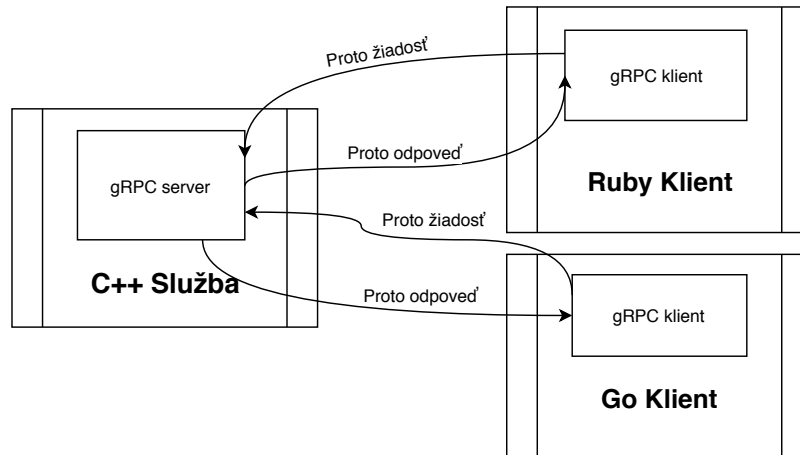 Proto žiadosť
gRPC klient
Proto odpoveď
Ruby Klient
gRPC server
Proto žiadosť
C++ Služba
Proto odpoveď
gRPC klient
Go Klient